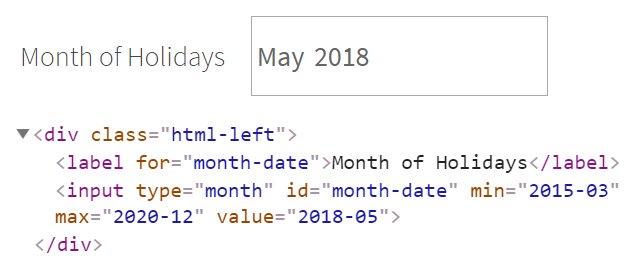 Month of Holidays May 2018
<div class="html-left">
<label for="month-date">Month of Holidays</label>
<input type="month" id="month-date" min="2015-03"
max="2020-12" value="2018-05">
</div>